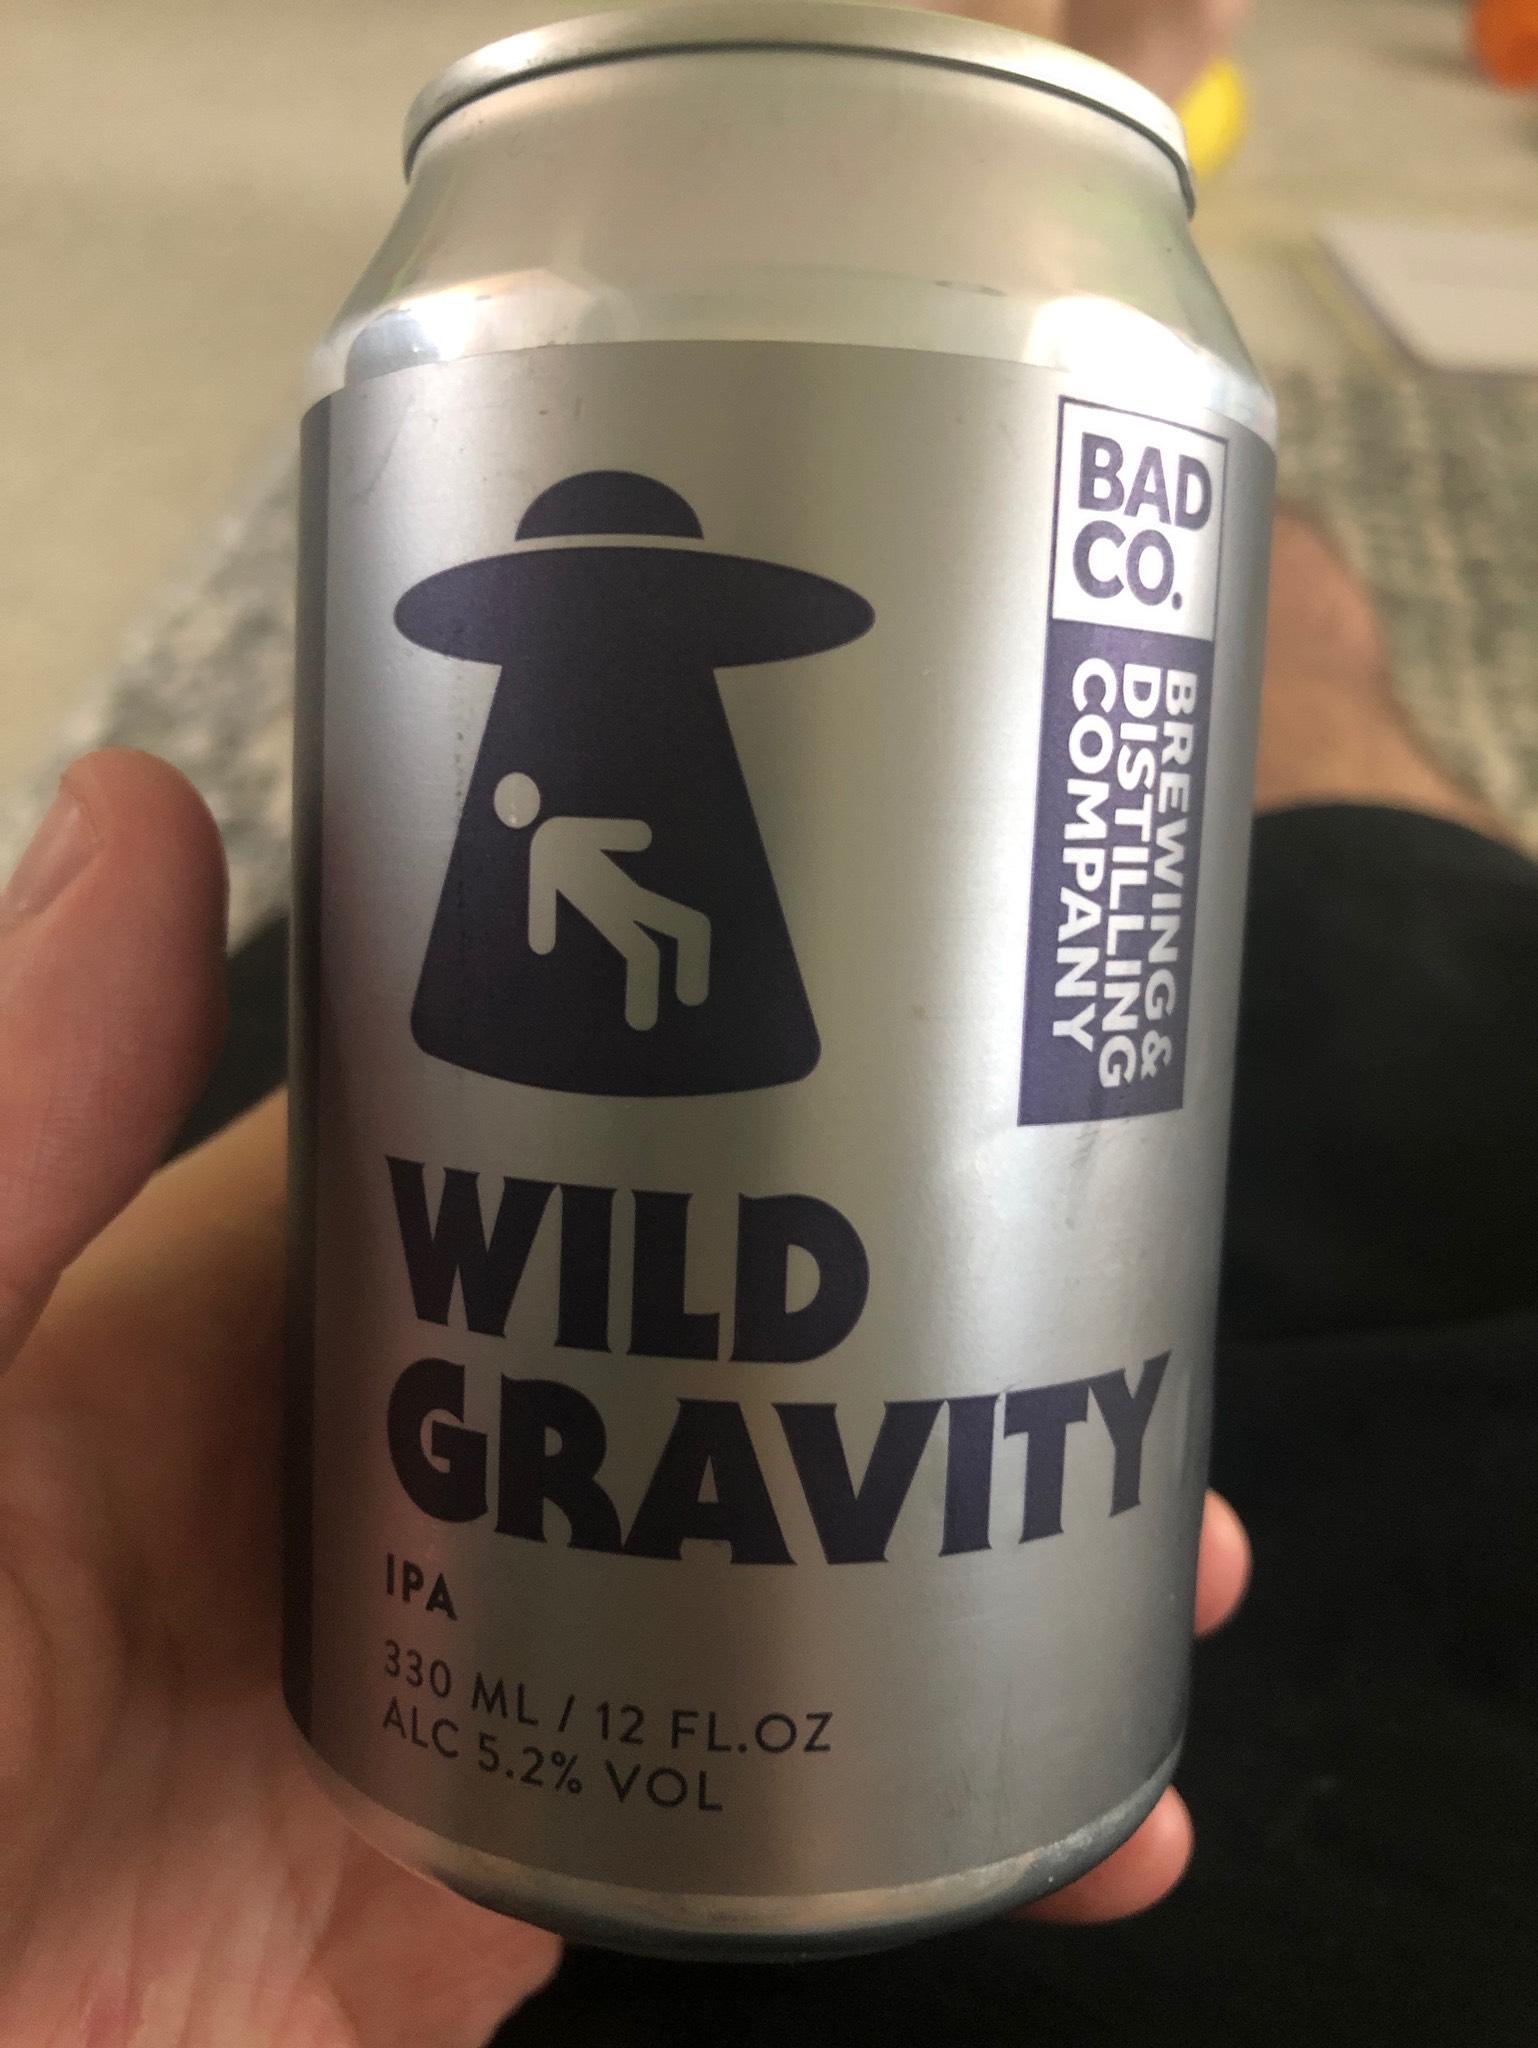 BAD
CO.
BREWING &
DISTILLING
COMPANY
WILD
GRAVITY
IPA
330 ML / 12 FL.OZ
ALC 5.2% VOL